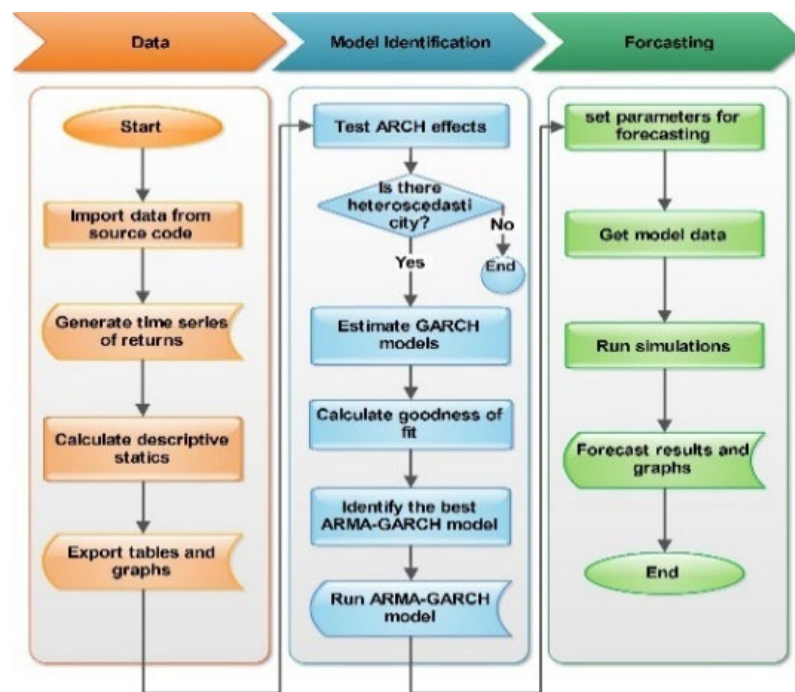 Data
Model Identification
Forcasting
Start
Import data from
source code
Generate time series
of returns
Calculate descriptive
statics
Export tables and
graphs
Test ARCH effects
Is there
heteroscedasti
city?
No
End
Yes
Estimate GARCH
models
Calculate goodness of
fit
Identify the best
ARMA-GARCH model
Run ARMA-GARCH
model
set parameters for
forecasting
Get model data
Run simulations
Forecast results and
graphs
End